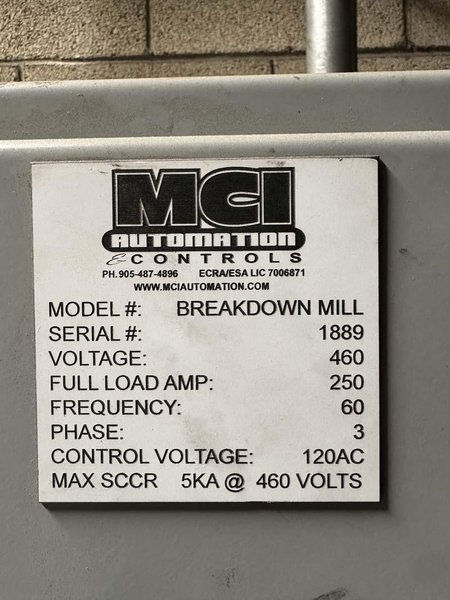 MCI
AUTOMATION
& CONTROLS
PH. 905-487-4896 ECRA/ESA LIC 7006871
WWW.MCIAUTOMATION.COM
MODEL #: BREAKDOWN MILL
SERIAL #: 1889
VOLTAGE: 460
FULL LOAD AMP: 250
FREQUENCY: 60
PHASE: 3
CONTROL VOLTAGE: 120AC
MAX SCCR 5KA @ 460 VOLTS